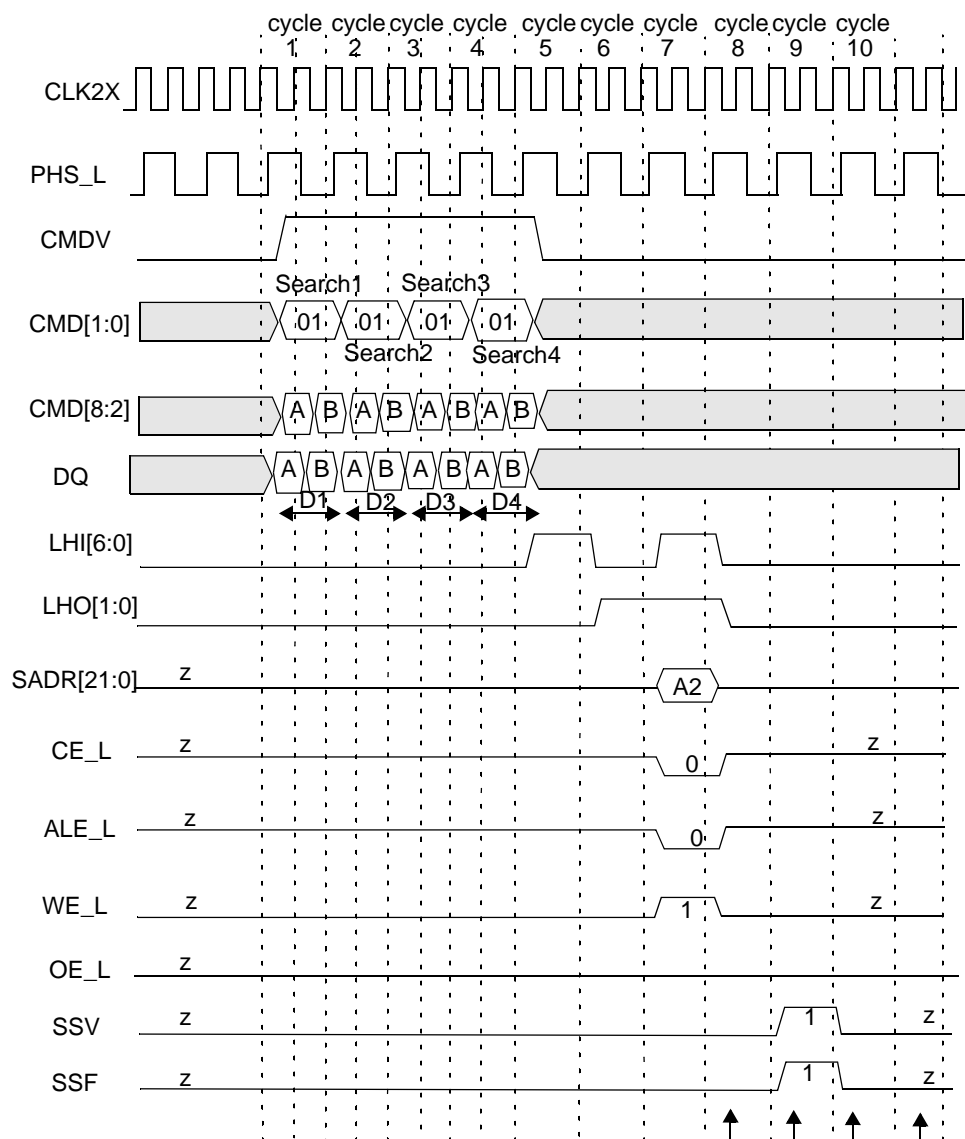 cycle cycle cycle cycle cycle cycle cycle cycle cycle cycle
1 2 3 4 5 6 7 8 9 10
CLK2X
PHS_L
CMDV
Search1 Search3
CMD[1:0] 01 01 01 01
Search2 Search4
CMD[8:2] A B A B A B A B
DQ A B A B A B A B
D1 D2 D3 D4
LHI[6:0]
LHO[1:0]
SADR[21:0] z A2
CE_L z 0 z
ALE_L z 0 z
WE_L z 1 z
OE_L z
SSV z 1 z
SSF z 1 z